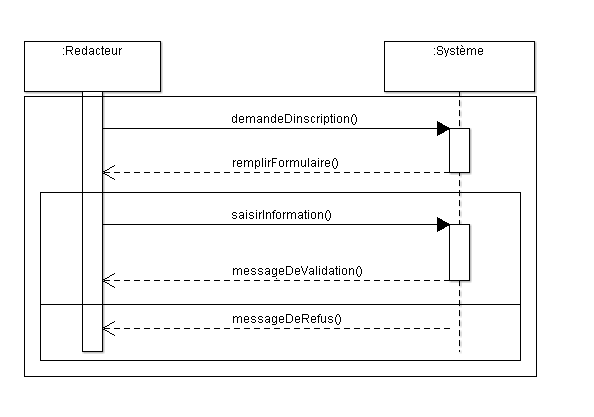 :Redacteur
:Système
demandeDinscription()
remplirFormulaire()
saisirInformation()
messageDeValidation()
messageDeRefus()